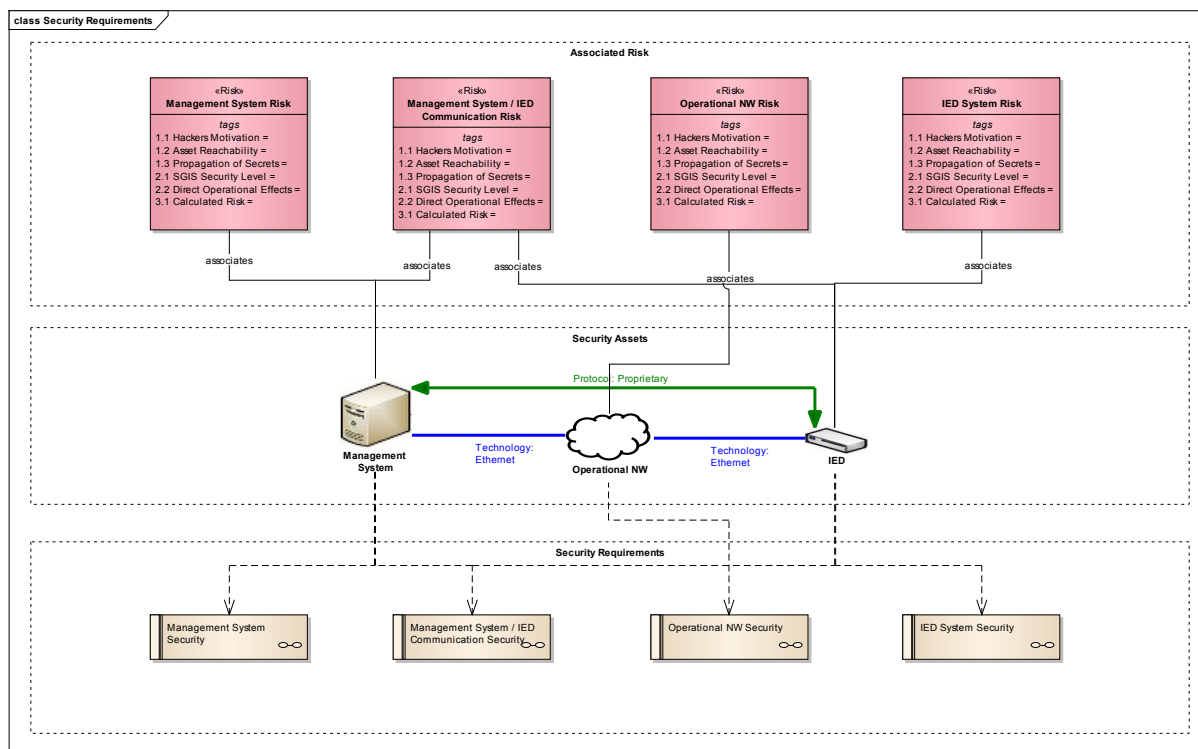 class Security Requirements
Associated Risk
«Risk»
Management System Risk
tags
1.1 Hackers Motivation =
1.2 Asset Reachability =
1.3 Propagation of Secrets =
2.1 SGIS Security Level =
2.2 Direct Operational Effects =
3.1 Calculated Risk =
«Risk»
Management System / IED
Communication Risk
tags
1.1 Hackers Motivation =
1.2 Asset Reachability =
1.3 Propagation of Secrets =
2.1 SGIS Security Level =
2.2 Direct Operational Effects =
3.1 Calculated Risk =
«Risk»
Operational NW Risk
tags
1.1 Hackers Motivation =
1.2 Asset Reachability =
1.3 Propagation of Secrets =
2.1 SGIS Security Level =
2.2 Direct Operational Effects =
3.1 Calculated Risk =
«Risk»
IED System Risk
tags
1.1 Hackers Motivation =
1.2 Asset Reachability =
1.3 Propagation of Secrets =
2.1 SGIS Security Level =
2.2 Direct Operational Effects =
3.1 Calculated Risk =
associates
associates
associates
associates
associates
Security Assets
Protocol: Proprietary
Management
System
Technology:
Ethernet
Operational NW
Technology:
Ethernet
IED
Security Requirements
Management System
Security
Management System / IED
Communication Security
Operational NW Security
IED System Security